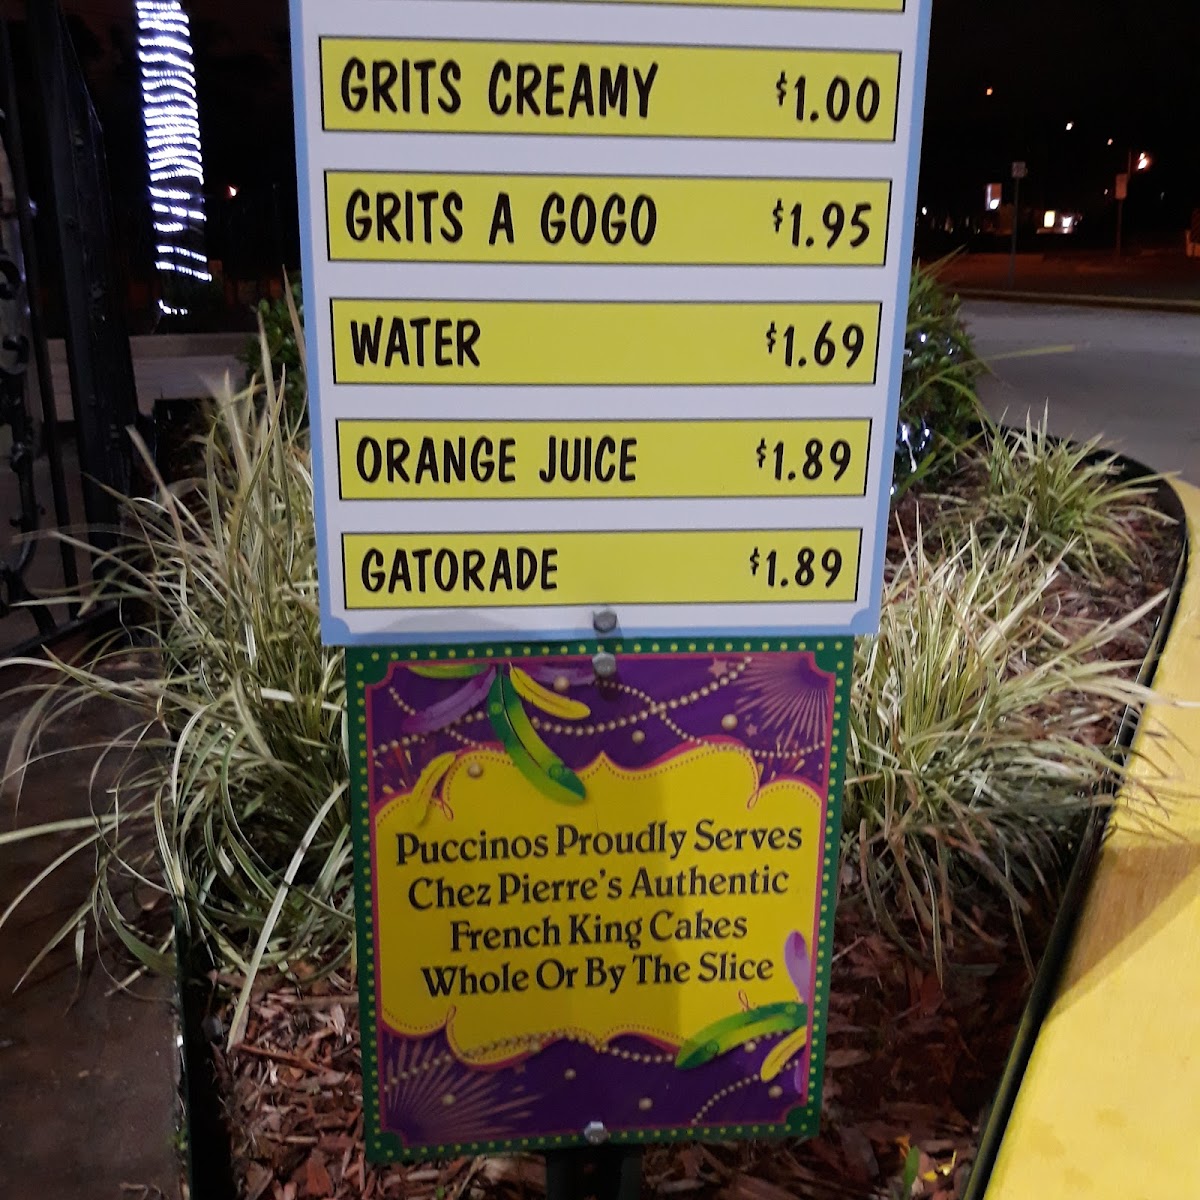 GRITS CREAMY $1.00
GRITS A GOGO $1.95
WATER $1.69
ORANGE JUICE $1.89
GATORADE $1.89
Puccinos Proudly Serves
Chez Pierre's Authentic
French King Cakes
Whole Or By The Slice